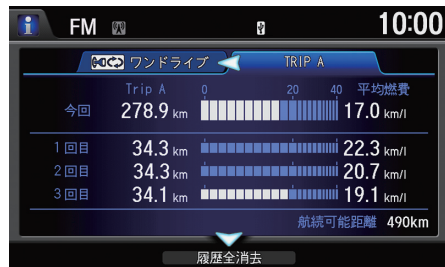 i FM 10:00
ワンドライブ TRIP A
Trip A 0 20 40 平均燃費
今回 278.9 km 17.0 km/l
1回目 34.3 km 22.3 km/l
2回目 34.3 km 20.7 km/l
3回目 34.1 km 19.1 km/l
航続可能距離 490km
履歴全消去